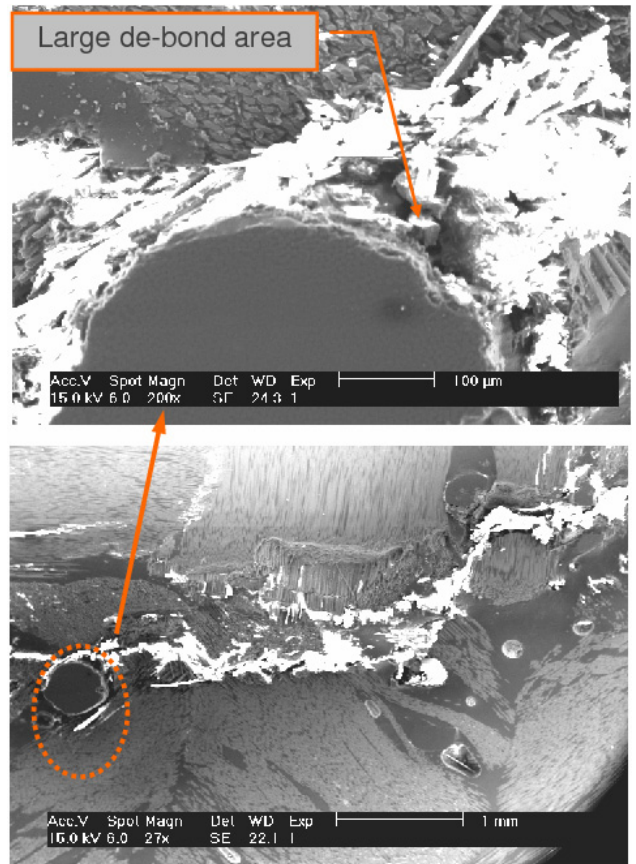 Large de-bond area
Acc.V Spot Magn Det WD Exp 100 µm
15.0 kV 6.0 200x SE 24.3 1
Acc.V Spot Magn Det WD Exp 1 mm
15.0 kV 6.0 27x SE 22.1 1